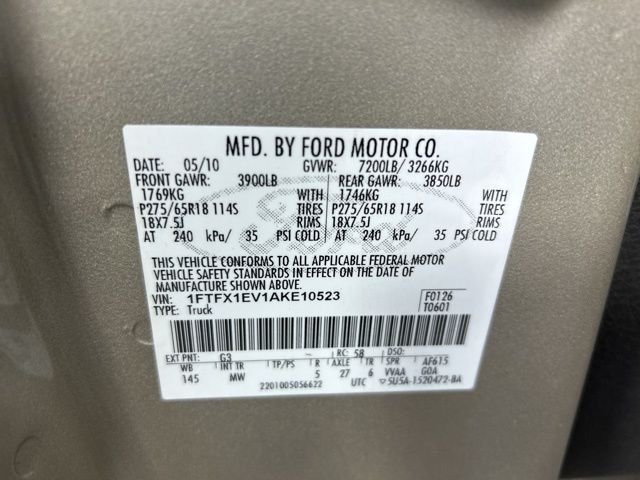 MFD. BY FORD MOTOR CO.
DATE: 05/10 GVWR: 7200LB/ 3266KG
FRONT GAWR: 3900LB REAR GAWR: 3850LB
1769KG WITH 1746KG WITH
P275/65R18 114S TIRES P275/65R18 114S TIRES
18X7.5J RIMS 18X7.5J RIMS
AT 240 kPa/ 35 PSI COLD AT 240 kPa/ 35 PSI COLD
THIS VEHICLE CONFORMS TO ALL APPLICABLE FEDERAL MOTOR
VEHICLE SAFETY STANDARDS IN EFFECT ON THE DATE OF
MANUFACTURE SHOWN ABOVE.
VIN: 1FTFX1EV1AKE10523 F0126
TYPE: Truck T0601
EXT PNT: G3 RC: 58 DSO:
WB INT TR TP/PS R AXLE TR SPR AF615
145 MW 5 27 6 VVAA GOA
2201005056622 UTC 5U5A-1520472-BA